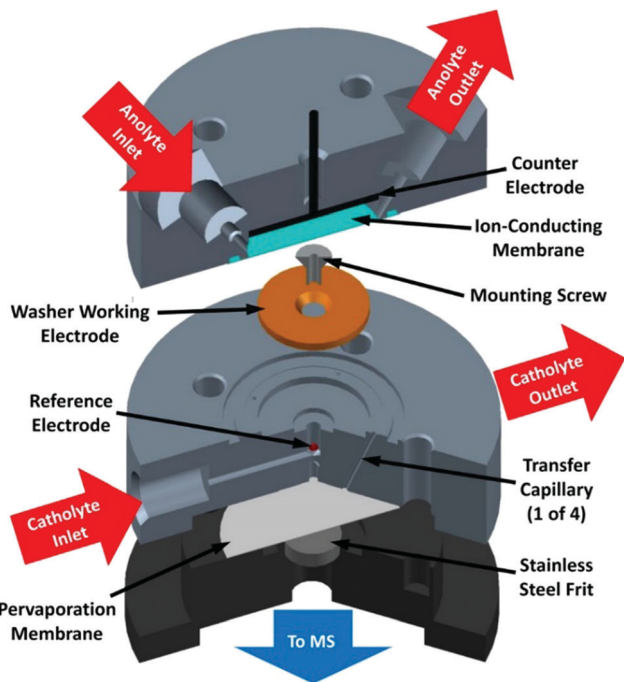 Anolyte
Inlet
Anolyte
Outlet
Counter
Electrode
Ion-Conducting
Membrane
Mounting Screw
Washer Working
Electrode
Catholyte
Outlet
Reference
Electrode
Transfer
Capillary
(1 of 4)
Catholyte
Inlet
Stainless
Steel Frit
Pervaporation
Membrane
To MS